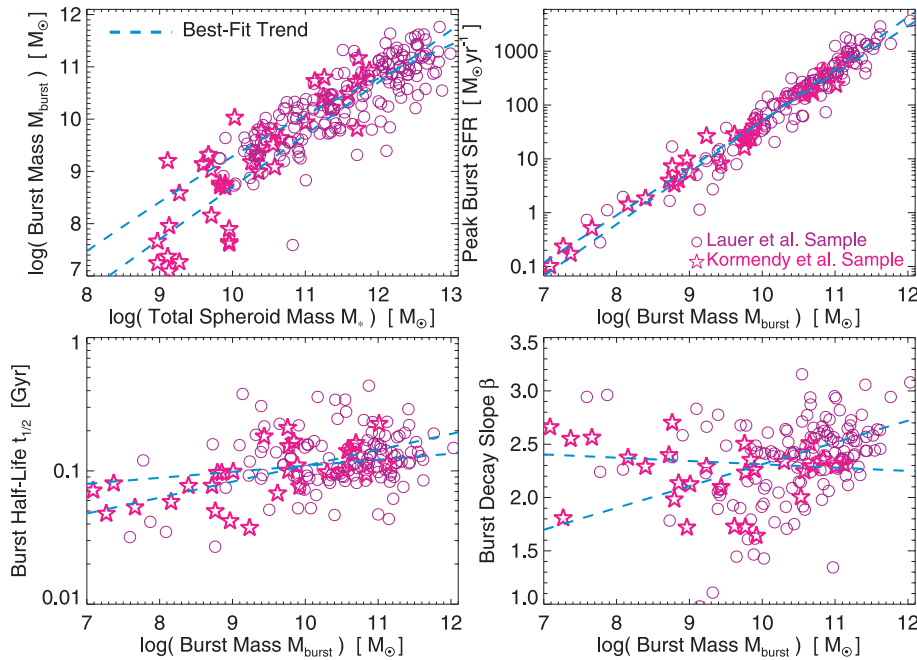 Best-Fit Trend
log( Burst Mass M_burst ) [ M_⊙ ]
12
11
10
9
8
7
8 9 10 11 12 13
log( Total Spheroid Mass M_* ) [ M_⊙ ]
Peak Burst SFR [ M_⊙ yr^-1 ]
1000
100
10
1
0.1
Lauer et al. Sample
Kormendy et al. Sample
7 8 9 10 11 12
log( Burst Mass M_burst ) [ M_⊙ ]
Burst Half-Life t_1/2 [Gyr]
1
0.1
0.01
7 8 9 10 11 12
log( Burst Mass M_burst ) [ M_⊙ ]
Burst Decay Slope β
3.5
3.0
2.5
2.0
1.5
1.0
7 8 9 10 11 12
log( Burst Mass M_burst ) [ M_⊙ ]